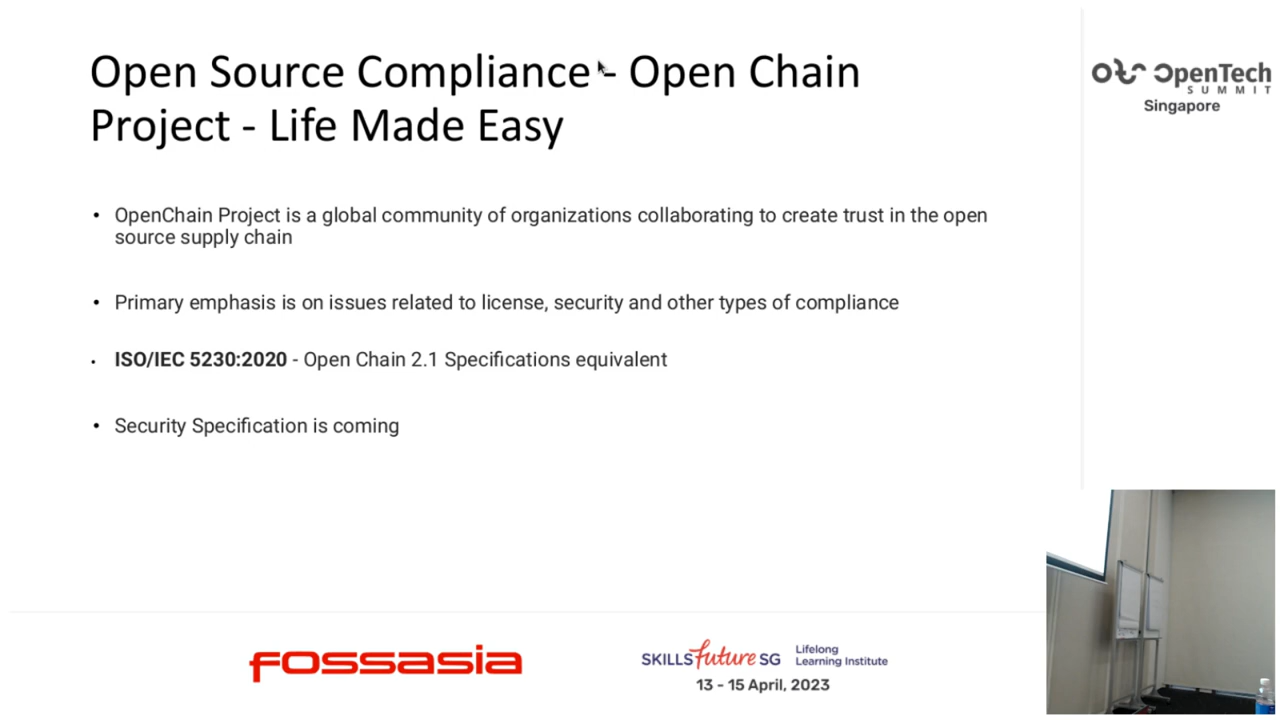 Open Source Compliance - Open Chain
Project - Life Made Easy
OpenTech
SUMMIT
Singapore
• OpenChain Project is a global community of organizations collaborating to create trust in the open
source supply chain
• Primary emphasis is on issues related to license, security and other types of compliance
• ISO/IEC 5230:2020 - Open Chain 2.1 Specifications equivalent
• Security Specification is coming
fossasia
SKILLSfuture SG
Lifelong
Learning Institute
13 - 15 April, 2023